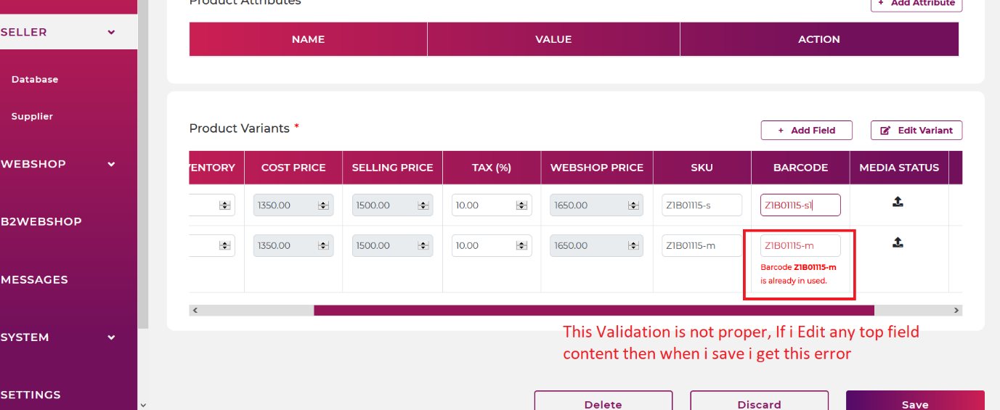 Product Attributes
+ Add Attribute
SELLER
NAME VALUE ACTION
Database
Supplier
Product Variants *
+ Add Field
Edit Variant
WEBSHOP
VENTORY COST PRICE SELLING PRICE TAX (%) WEBSHOP PRICE SKU BARCODE MEDIA STATUS
1350.00 1500.00 10.00 1650.00 Z1B01115-s Z1B01115-s1
B2WEBSHOP
1350.00 1500.00 10.00 1650.00 Z1B01115-m Z1B01115-m
Barcode Z1B01115-m
is already in used.
MESSAGES
This Validation is not proper, If i Edit any top field
content then when i save i get this error
SYSTEM
SETTINGS
Delete Discard Save